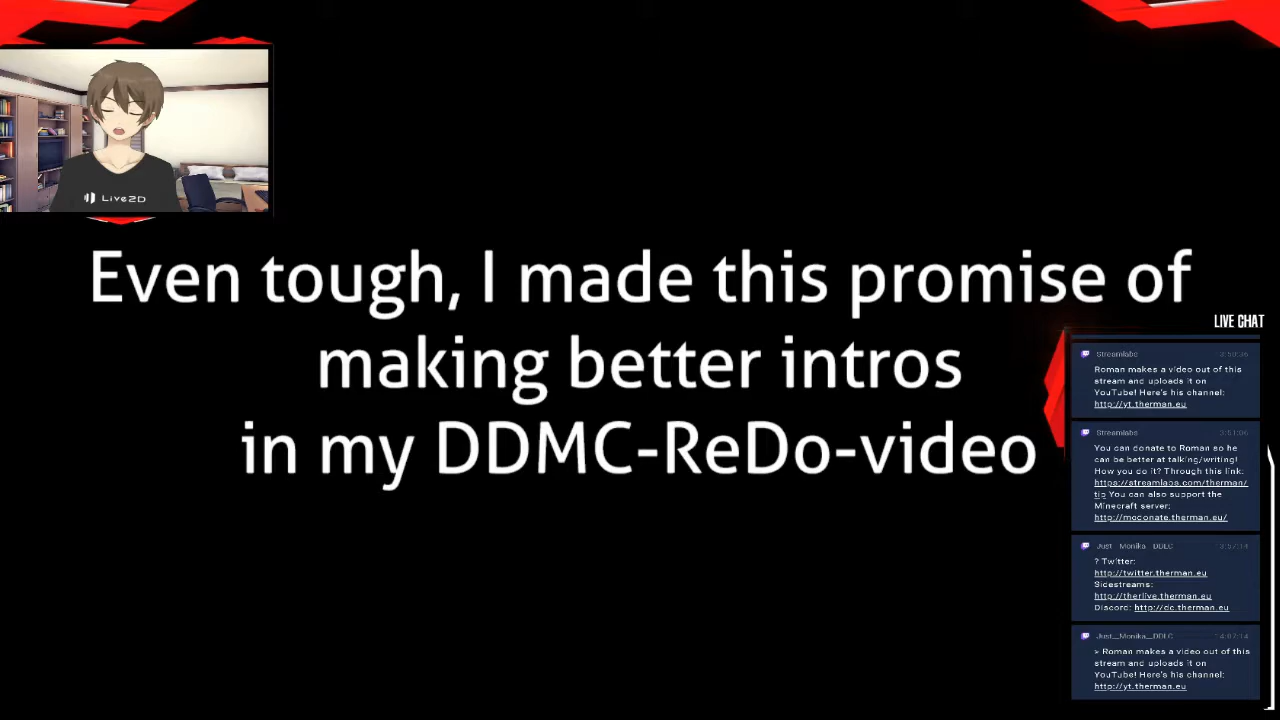 Live2D
Even tough, I made this promise of
making better intros
in my DDMC-ReDo-video
LIVE CHAT
Streamlabs
Roman makes a video out of this
stream and uploads it on
YouTube! Here's his channel:
http://yt.therman.eu
Streamlabs
You can donate to Roman so he
can be better at talking/writing!
How you do it? Through this link:
https://streamlabs.com/therman/
tip You can also support the
Minecraft server:
http://mcdonate.therman.eu/
Just__Monika__DDLC
? Twitter:
http://twitter.therman.eu
Sidestreams:
http://therlive.therman.eu
Discord: http://dc.therman.eu
Just__Monika__DDLC
> Roman makes a video out of this
stream and uploads it on
YouTube! Here's his channel:
http://yt.therman.eu